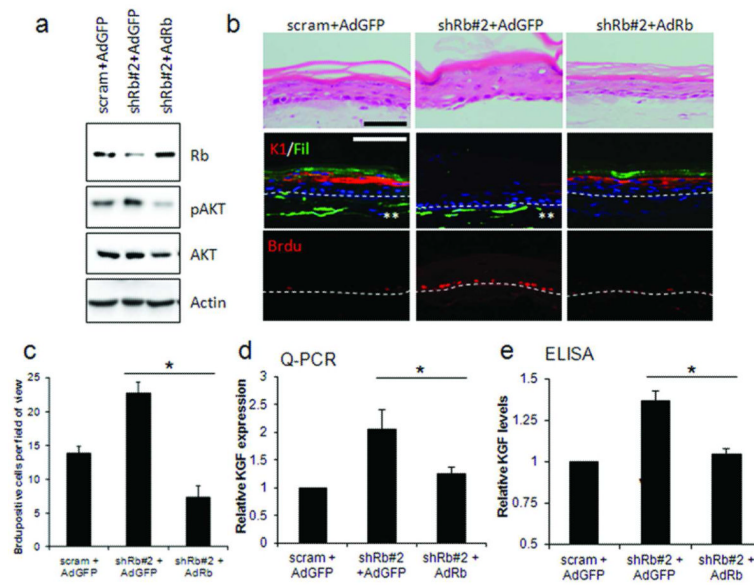 a
scram+AdGFP
shRb#2+AdGFP
shRb#2+AdRb
Rb
pAKT
AKT
Actin
b
scram+AdGFP
shRb#2+AdGFP
shRb#2+AdRb
K1/Fil
**
**
Brdu
c
Brdupositive cells per field of view
25
20
15
10
5
0
*
scram +
AdGFP
shRb#2 +
AdGFP
shRb#2 +
AdRb
d
Q-PCR
Relative KGF expression
3
2.5
2
1.5
1
0.5
0
*
scram +
AdGFP
shRb#2
+AdGFP
shRb#2 +
AdRb
e
ELISA
Relative KGF levels
1.5
1.25
1
0.75
0.5
*
scram +
AdGFP
shRb#2 +
AdGFP
shRb#2 +
AdRb